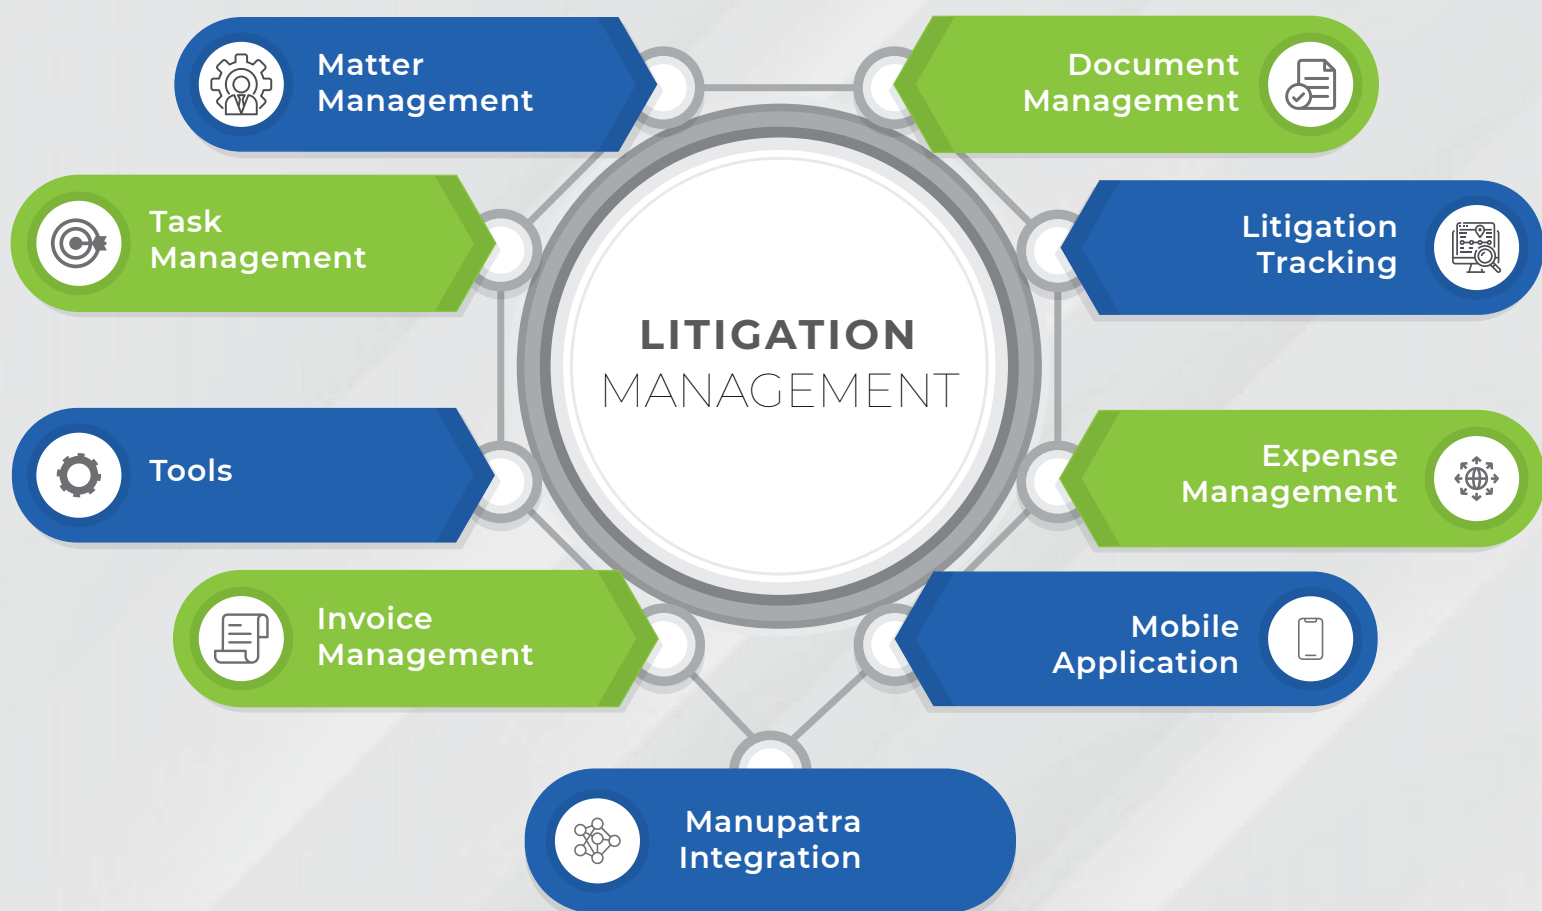 Matter
Management
Document
Management
Task
Management
Litigation
Tracking
LITIGATION
MANAGEMENT
Tools
Expense
Management
Invoice
Management
Mobile
Application
Manupatra
Integration